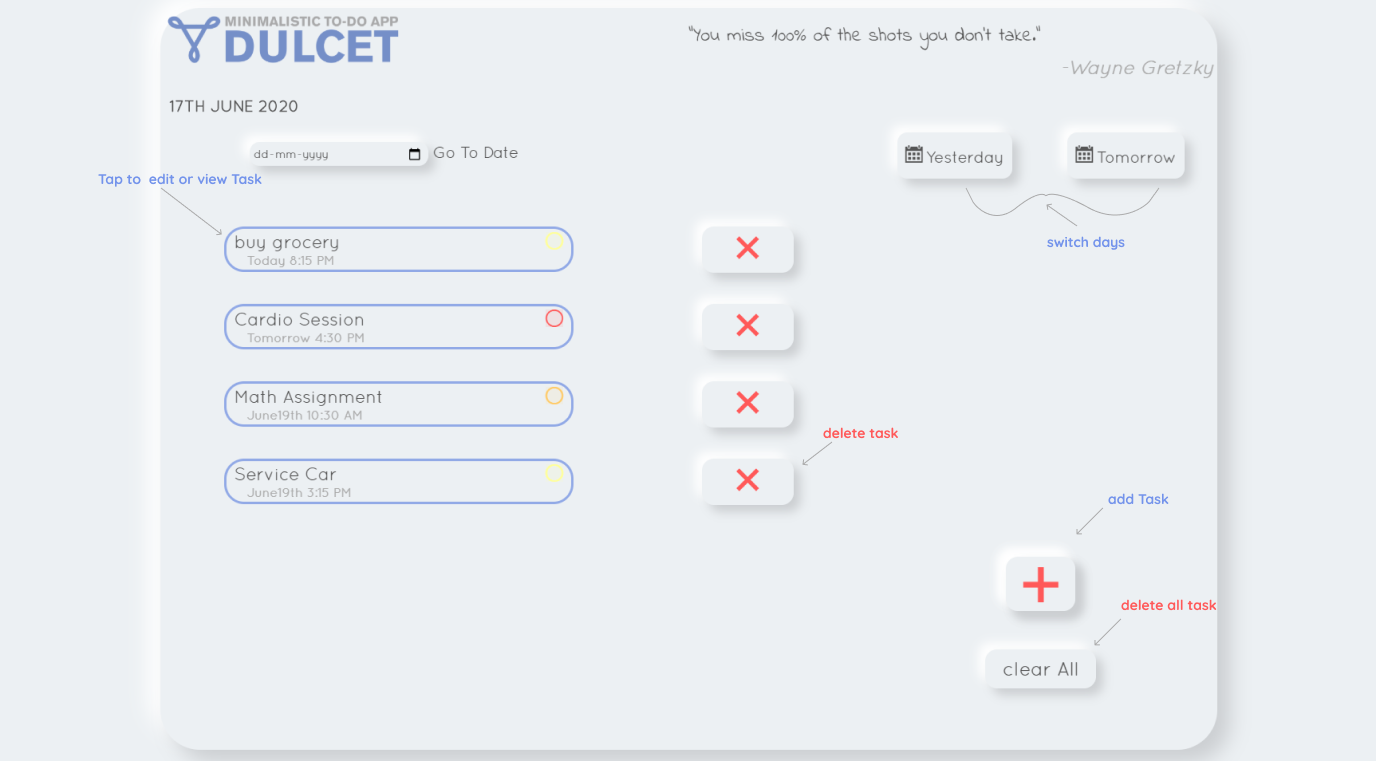 MINIMALISTIC TO-DO APP
DULCET
"You miss 100% of the shots you don't take."
-Wayne Gretzky
17TH JUNE 2020
dd-mm-yyyy Go To Date
Yesterday
Tomorrow
Tap to edit or view Task
switch days
buy grocery
Today 8:15 PM
Cardio Session
Tomorrow 4:30 PM
Math Assignment
June19th 10:30 AM
delete task
Service Car
June19th 3:15 PM
add Task
delete all task
clear All